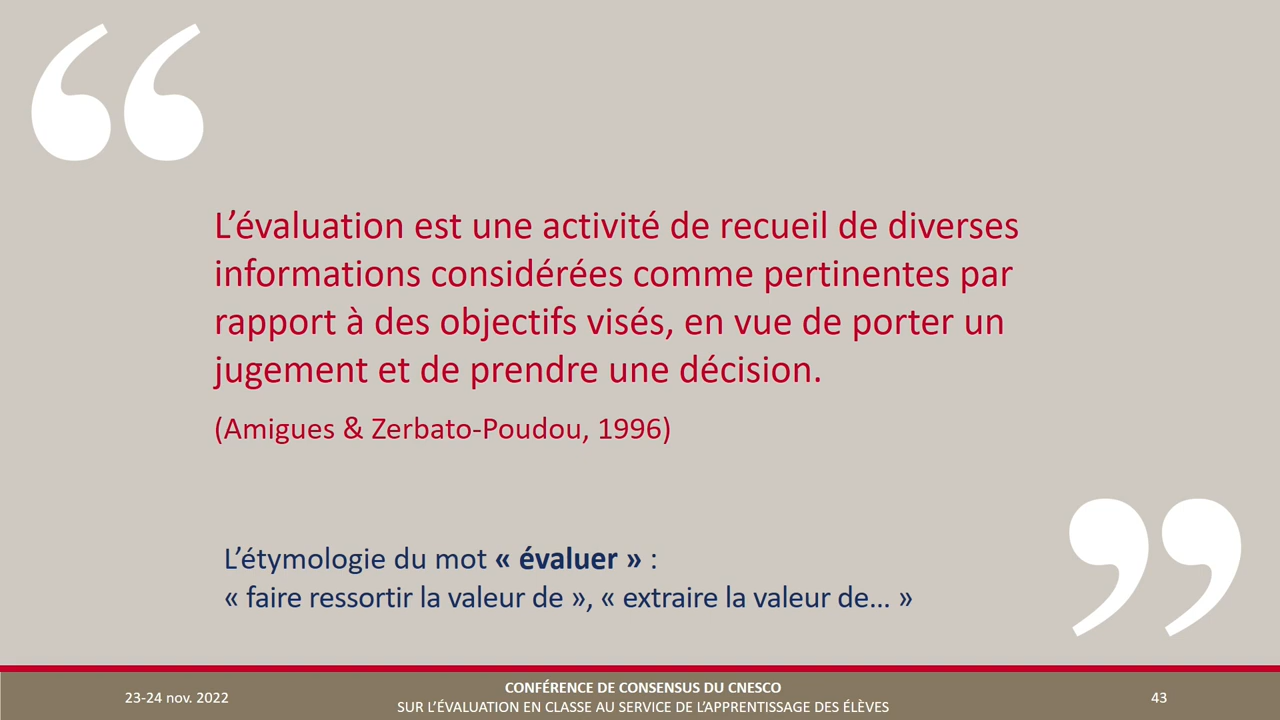 L’évaluation est une activité de recueil de diverses
informations considérées comme pertinentes par
rapport à des objectifs visés, en vue de porter un
jugement et de prendre une décision.
(Amigues & Zerbato-Poudou, 1996)
L’étymologie du mot « évaluer » :
« faire ressortir la valeur de », « extraire la valeur de... »
23-24 nov. 2022
CONFÉRENCE DE CONSENSUS DU CNESCO
SUR L’ÉVALUATION EN CLASSE AU SERVICE DE L’APPRENTISSAGE DES ÉLÈVES
43